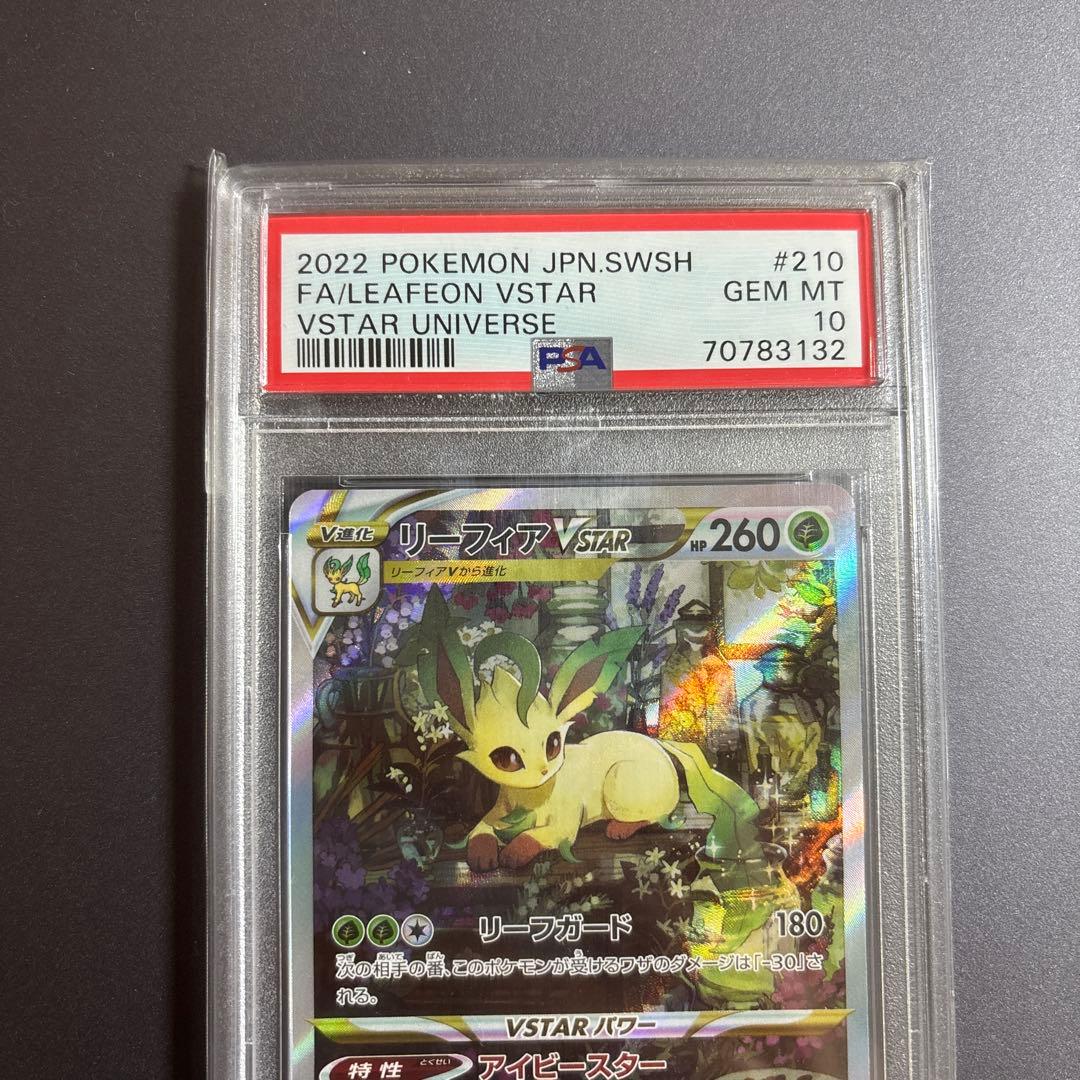 2022 POKEMON JPN.SWSH #210
FA/LEAFEON VSTAR GEM MT
VSTAR UNIVERSE 10
PSA 70783132
V進化 リーフィアVSTAR HP 260
リーフィアVから進化
リーフガード 180
次の相手の番、このポケモンが受けるワザのダメージは「-30」さ
れる。
VSTARパワー
特性 アイビースター